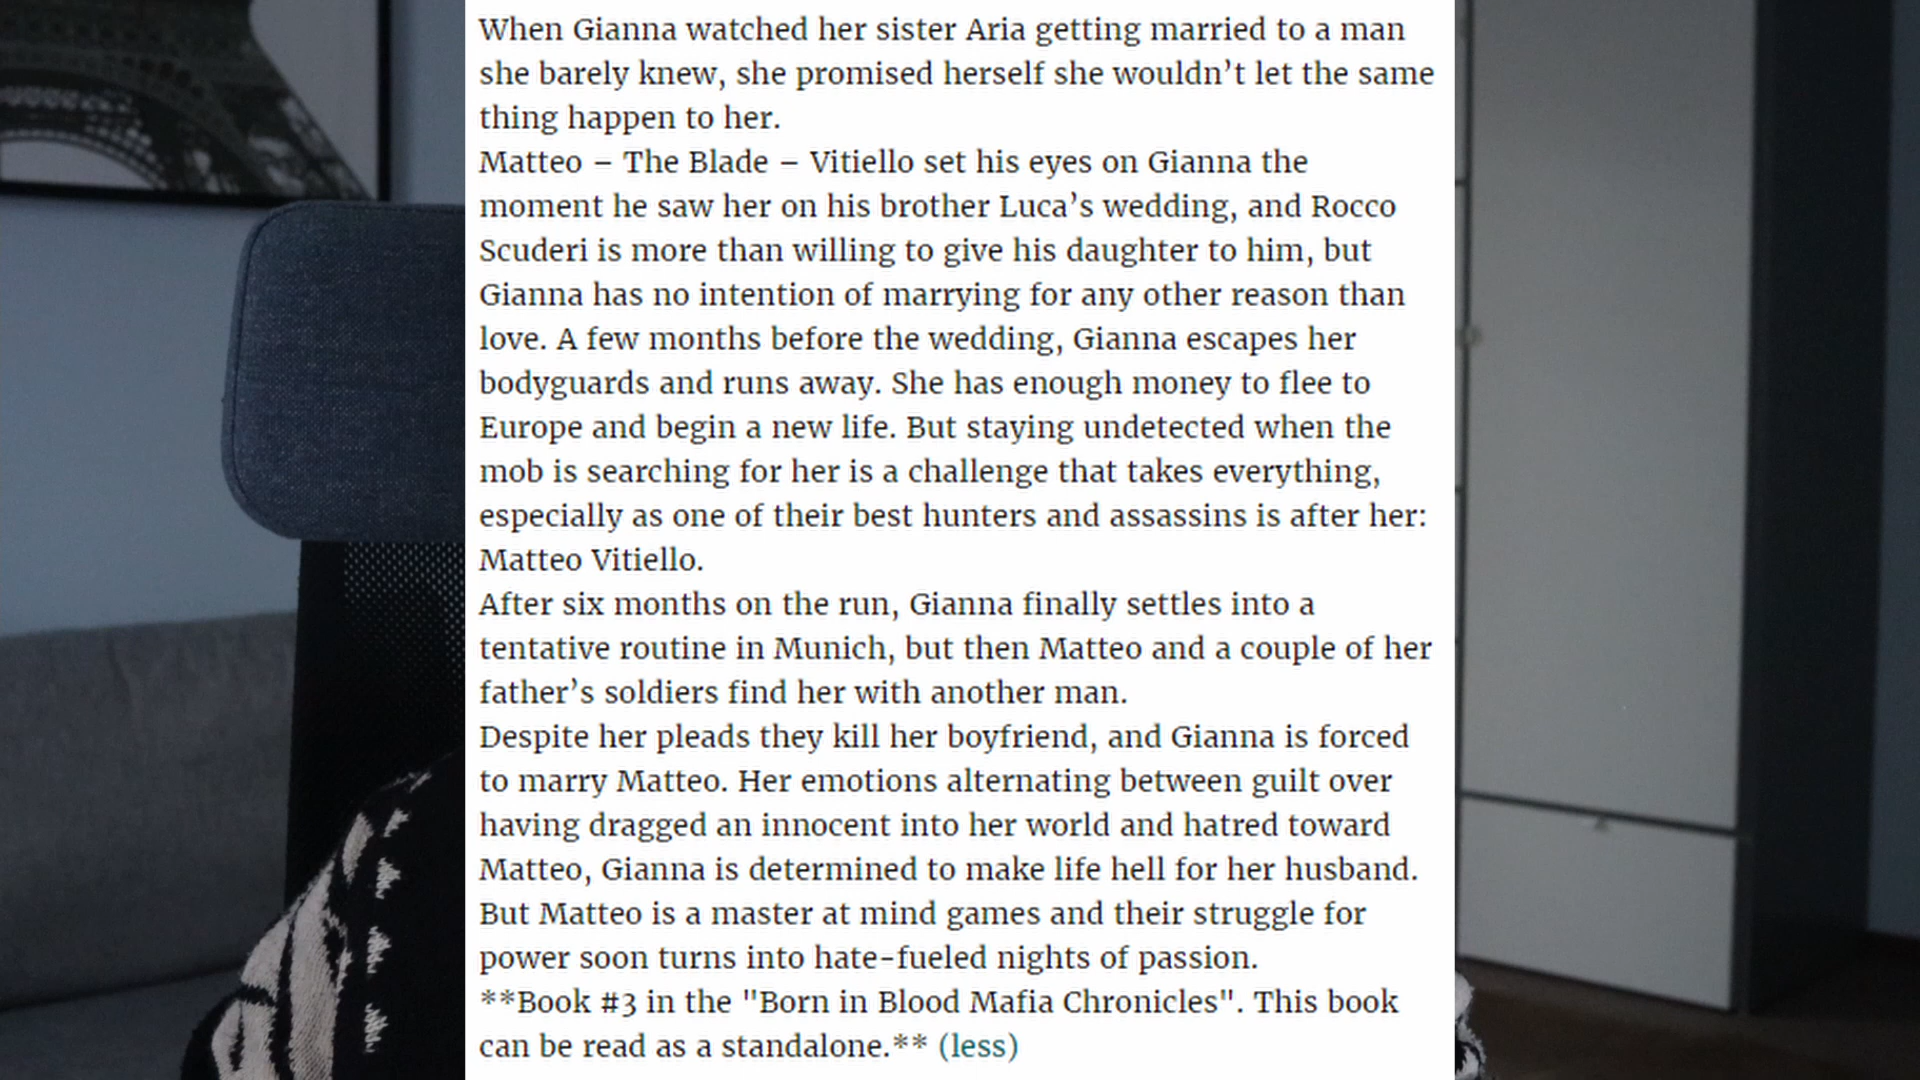 When Gianna watched her sister Aria getting married to a man
she barely knew, she promised herself she wouldn’t let the same
thing happen to her.
Matteo – The Blade – Vitiello set his eyes on Gianna the
moment he saw her on his brother Luca’s wedding, and Rocco
Scuderi is more than willing to give his daughter to him, but
Gianna has no intention of marrying for any other reason than
love. A few months before the wedding, Gianna escapes her
bodyguards and runs away. She has enough money to flee to
Europe and begin a new life. But staying undetected when the
mob is searching for her is a challenge that takes everything,
especially as one of their best hunters and assassins is after her:
Matteo Vitiello.
After six months on the run, Gianna finally settles into a
tentative routine in Munich, but then Matteo and a couple of her
father’s soldiers find her with another man.
Despite her pleads they kill her boyfriend, and Gianna is forced
to marry Matteo. Her emotions alternating between guilt over
having dragged an innocent into her world and hatred toward
Matteo, Gianna is determined to make life hell for her husband.
But Matteo is a master at mind games and their struggle for
power soon turns into hate-fueled nights of passion.
**Book #3 in the "Born in Blood Mafia Chronicles". This book
can be read as a standalone.** (less)